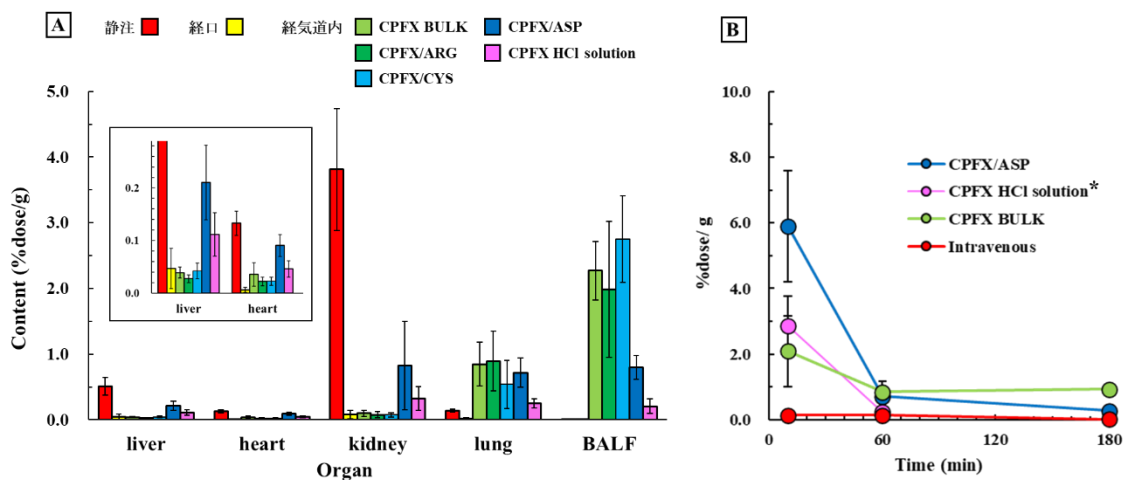 A 静注 経口 経気道内 CPFX BULK CPFX/ASP
CPFX/ARG CPFX HCl solution
CPFX/CYS
Content (%dose/g)
5.0
4.0
3.0
2.0
1.0
0.0
0.2
0.1
0.0
liver heart
liver heart kidney lung BALF
Organ
B
%dose/ g
10.0
8.0
6.0
4.0
2.0
0.0
CPFX/ASP
CPFX HCl solution*
CPFX BULK
Intravenous
0 60 120 180
Time (min)